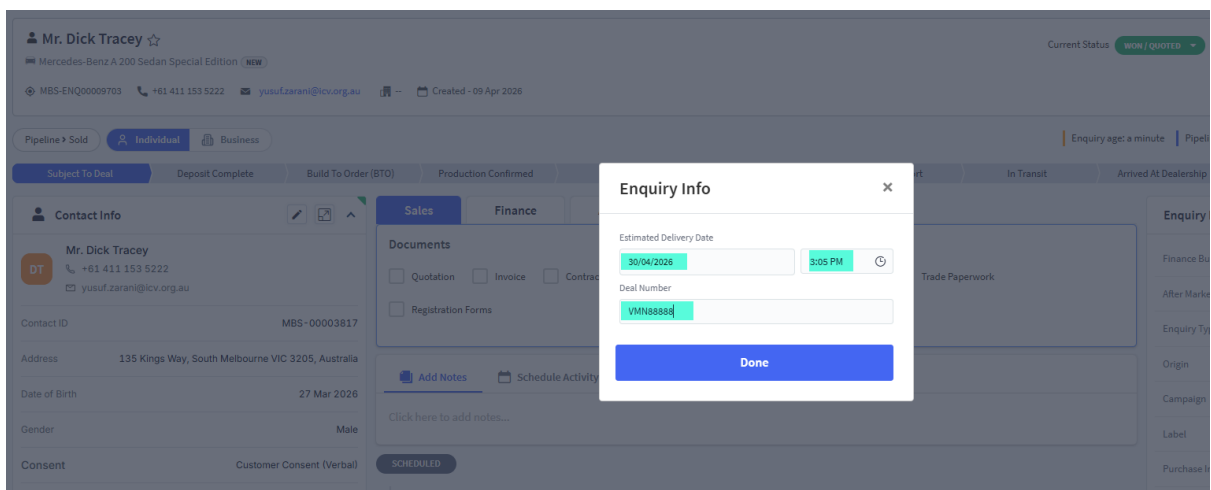 Mr. Dick Tracey
Current Status WON / QUOTED
Mercedes-Benz A 200 Sedan Special Edition NEW
MBS-ENQ00009703 +61 411 153 5222 yusuf.zarani@icv.org.au -- Created - 09 Apr 2026
Pipeline > Sold Individual Business
Enquiry age: a minute Pipeli
Subject To Deal Deposit Complete Build To Order (BTO) Production Confirmed rt In Transit Arrived At Dealership
Contact Info
Sales Finance
Enquiry
Mr. Dick Tracey
DT +61 411 153 5222
yusuf.zarani@icv.org.au
Documents
Quotation Invoice Contrac Trade Paperwork
Registration Forms
Contact ID MBS-00003817
Address 135 Kings Way, South Melbourne VIC 3205, Australia
Date of Birth 27 Mar 2026
Gender Male
Consent Customer Consent (Verbal)
Add Notes Schedule Activity
Click here to add notes...
SCHEDULED
Enquiry Info ×
Estimated Delivery Date
30/04/2026 3:05 PM
Deal Number
VMN88888
Done
Finance Bu
After Marke
Enquiry Ty
Origin
Campaign
Label
Purchase In